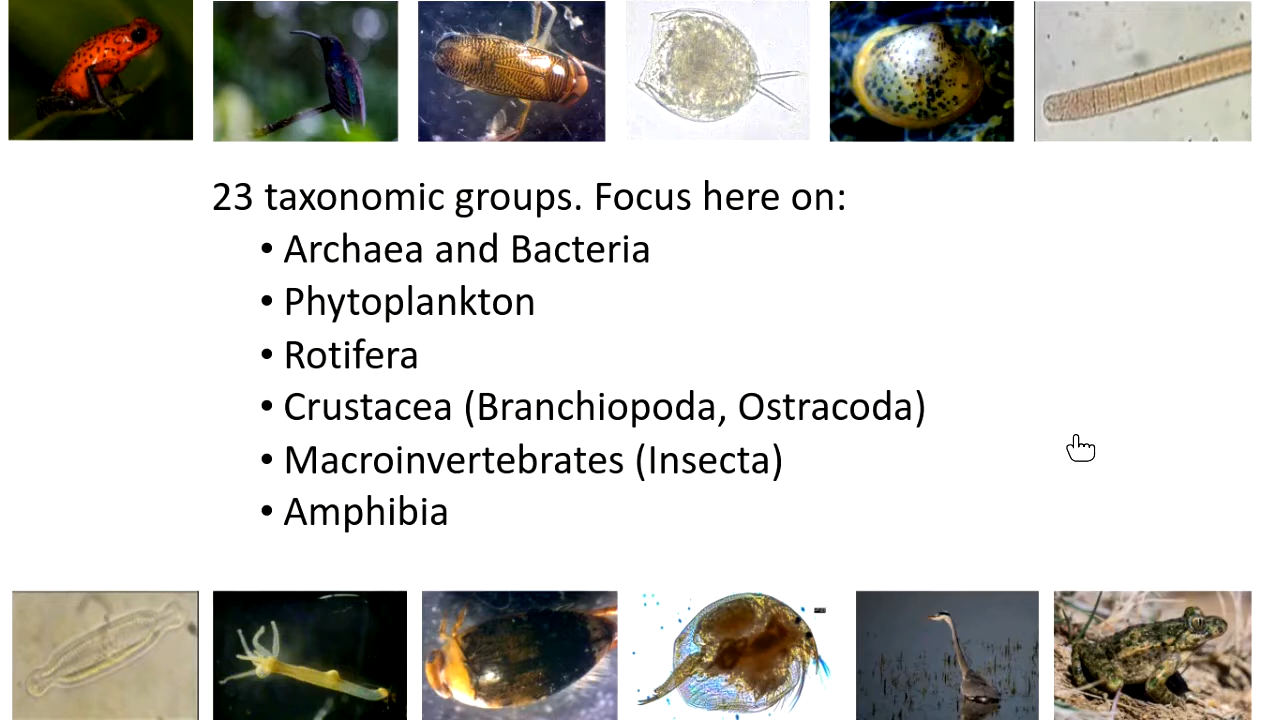 23 taxonomic groups. Focus here on:
• Archaea and Bacteria
• Phytoplankton
• Rotifera
• Crustacea (Branchiopoda, Ostracoda)
• Macroinvertebrates (Insecta)
• Amphibia